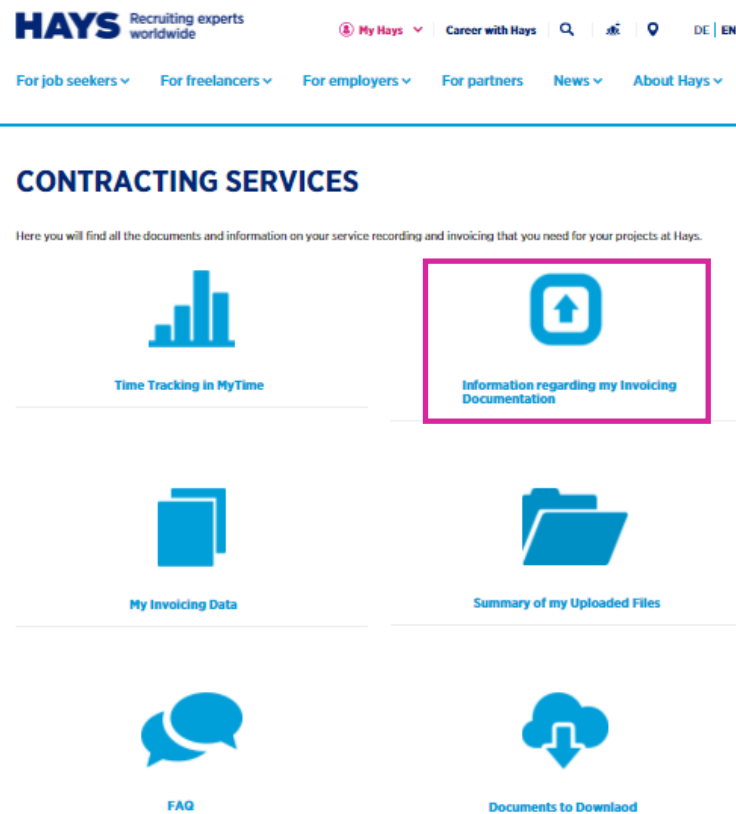 HAYS Recruiting experts worldwide
My Hays Career with Hays DE | EN
For job seekers For freelancers For employers For partners News About Hays
CONTRACTING SERVICES
Here you will find all the documents and information on your service recording and invoicing that you need for your projects at Hays.
Time Tracking in MyTime
Information regarding my Invoicing
Documentation
My Invoicing Data
Summary of my Uploaded Files
FAQ
Documents to Downlaod